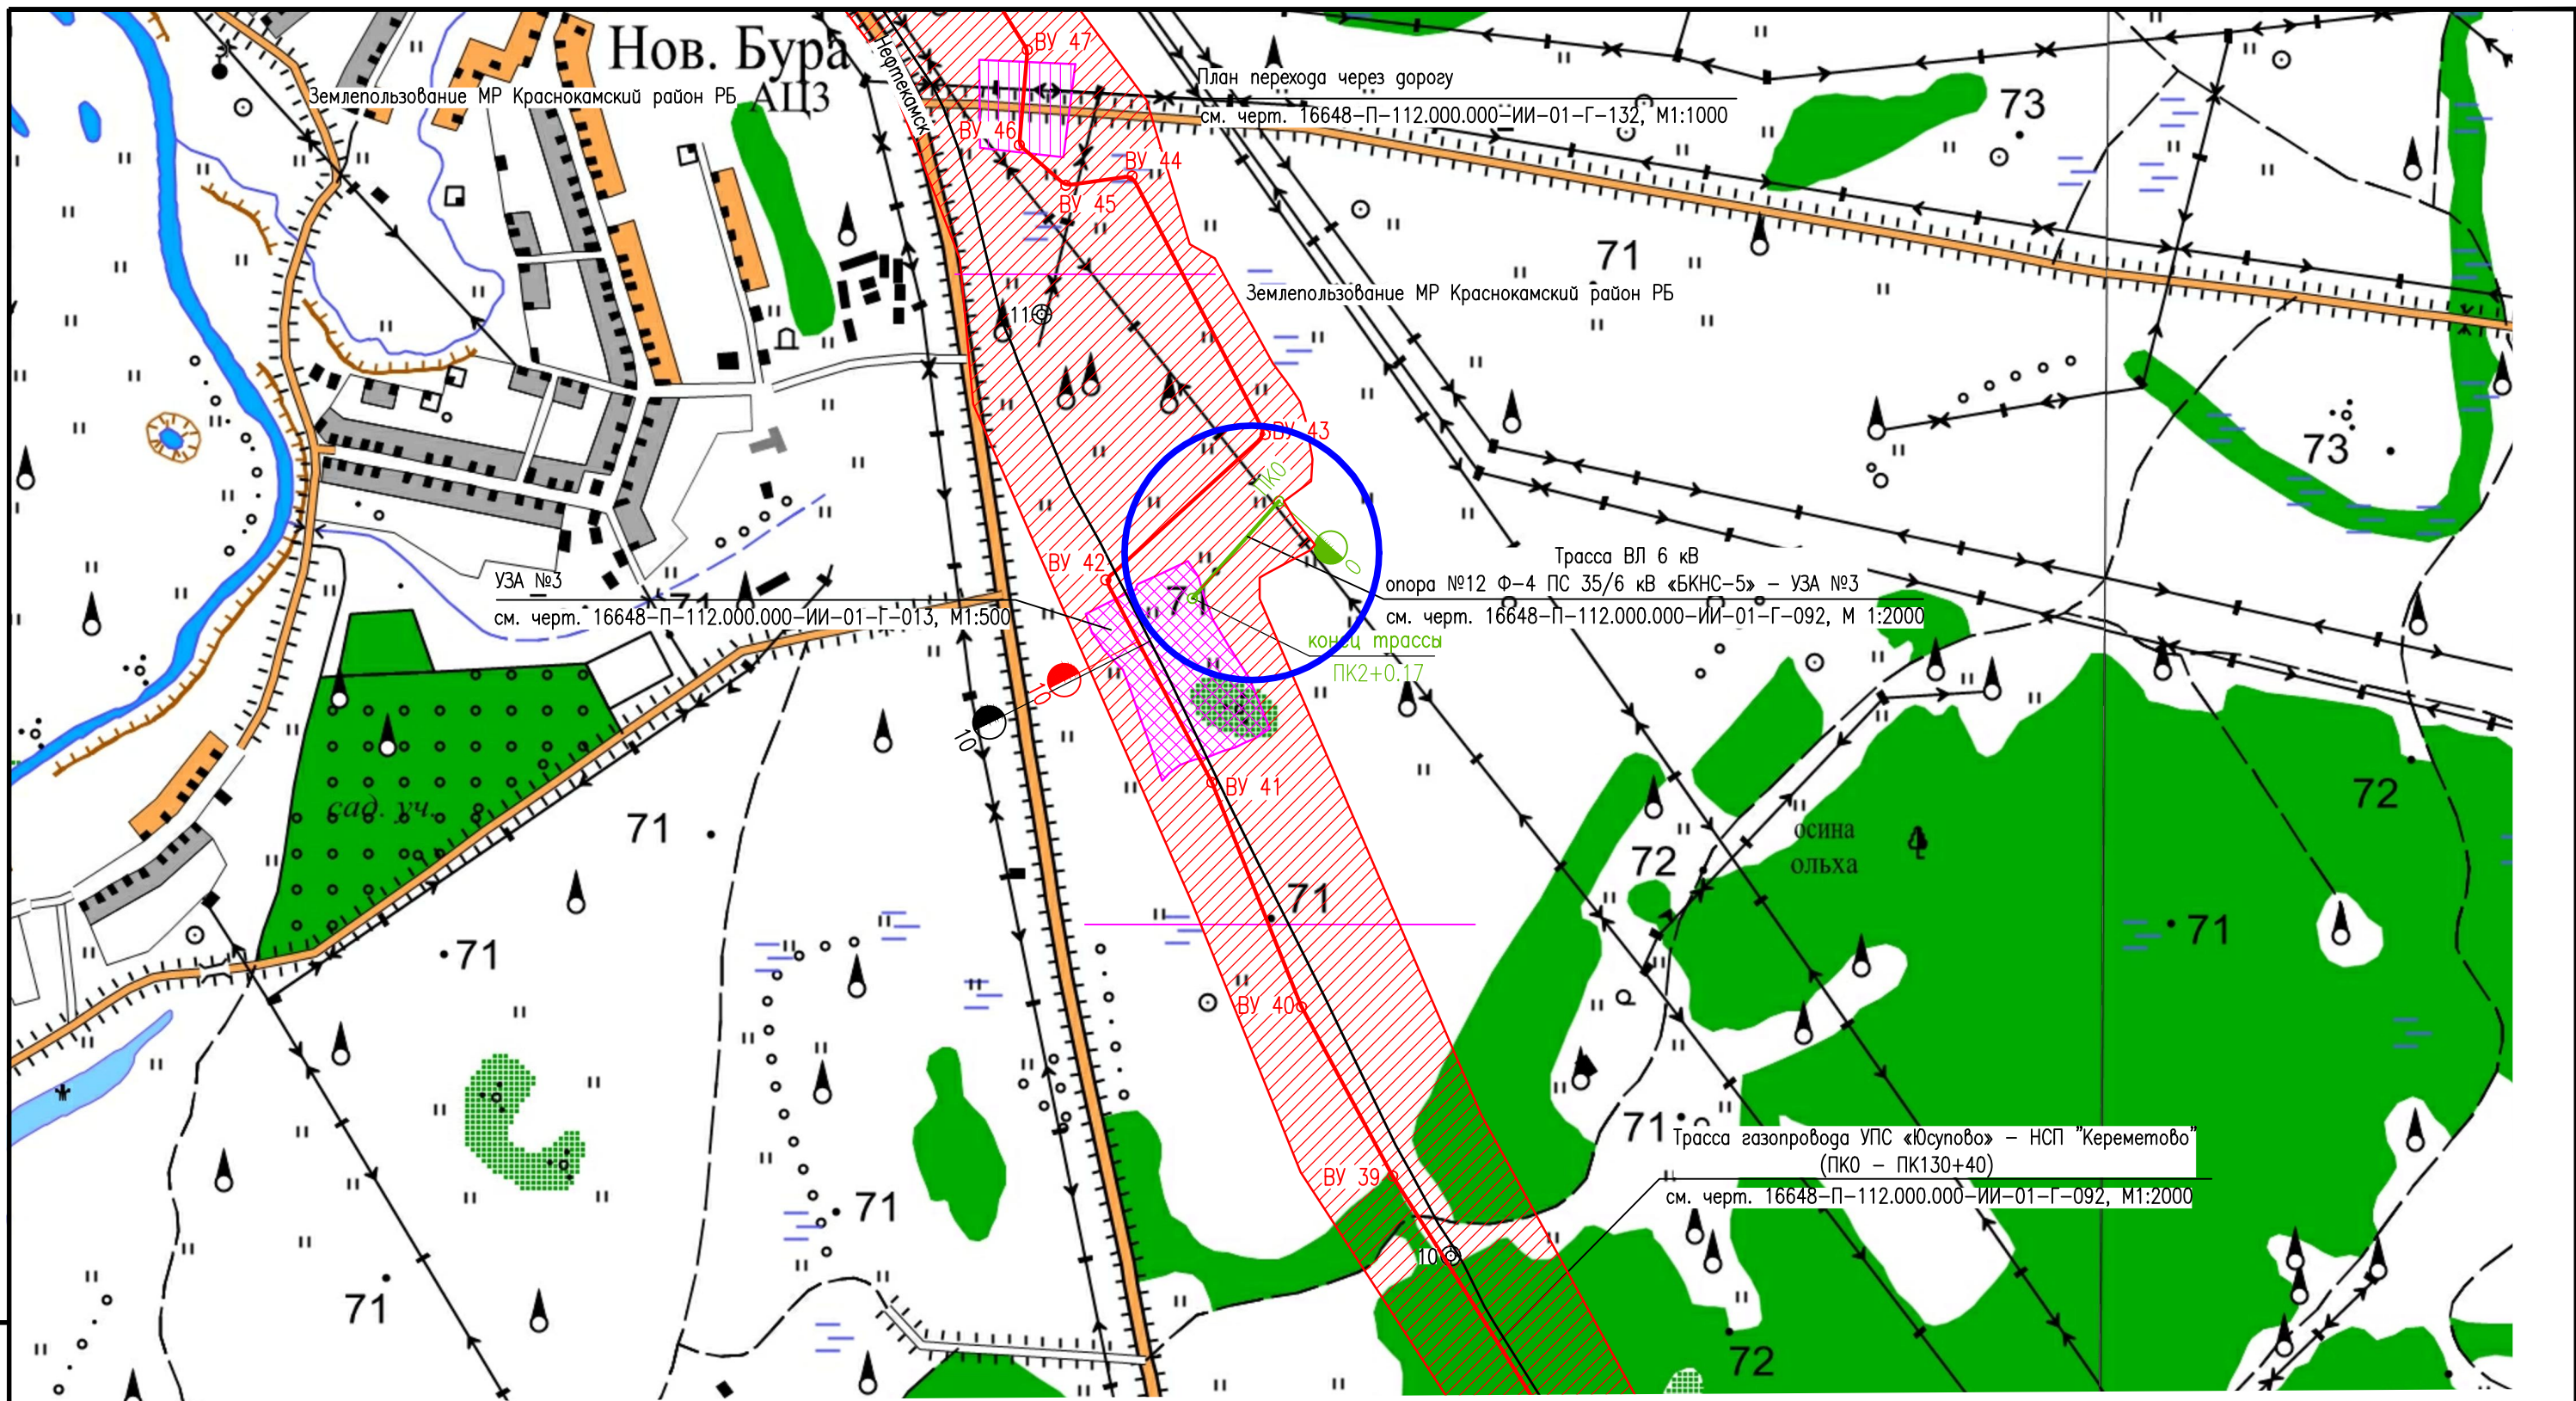 Нов. Бура
АЦЗ
Землепользование МР Краснокамский район РБ
Нефтекамск
ВУ 47
План перехода через дорогу
см. черт. 16648-П-112.000.000-ИИ-01-Г-132, М1:1000
ВУ 46
ВУ 44
ВУ 45
73
71
Землепользование МР Краснокамский район РБ
11
ВУ 43
73
ПК0
0
ВУ 42
УЗА №3
71
см. черт. 16648-П-112.000.000-ИИ-01-Г-013, М1:500
71
Трасса ВЛ 6 кВ
опора №12 Ф-4 ПС 35/6 кВ «БКНС-5» - УЗА №3
см. черт. 16648-П-112.000.000-ИИ-01-Г-092, М 1:2000
конец трассы
ПК2+0.17
10
10
ВУ 41
72
сад. уч.
71
осина
ольха
72
71
71
71
ВУ 40
71
Трасса газопровода УПС «Юсупово» - НСП "Кереметово"
(ПК0 - ПК130+40)
см. черт. 16648-П-112.000.000-ИИ-01-Г-092, М1:2000
ВУ 39
71
10
71
72